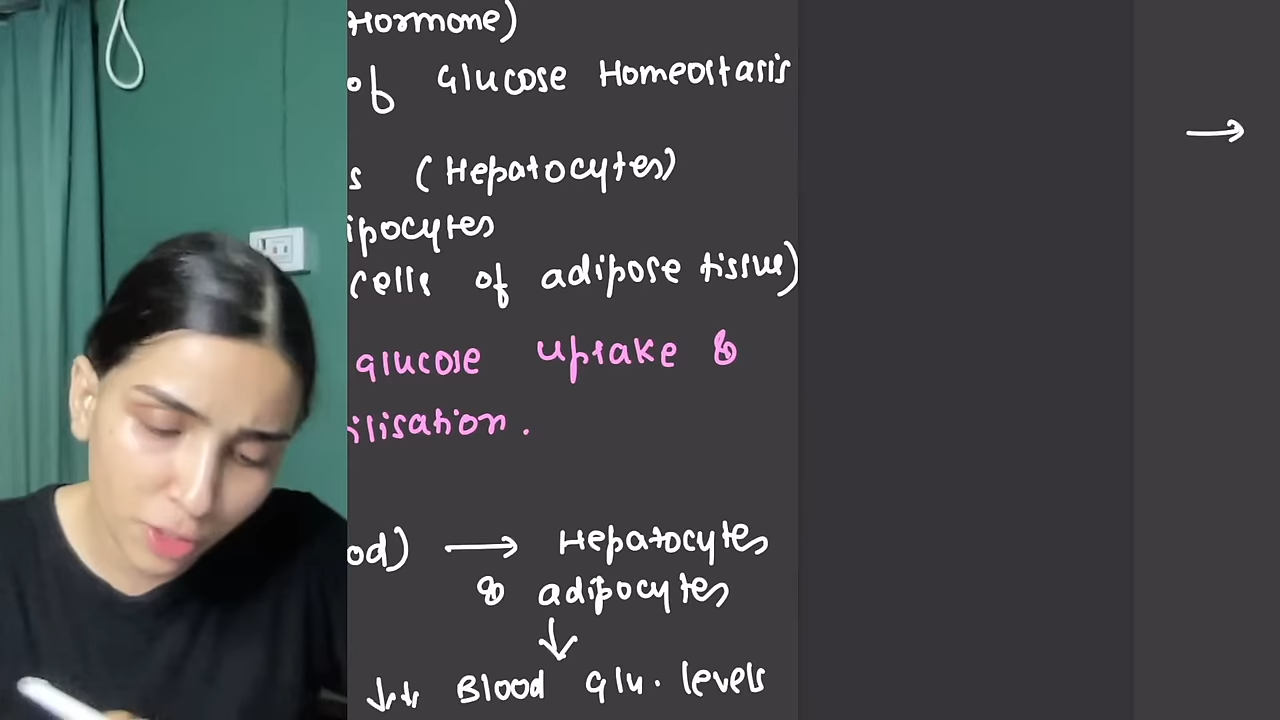 Hormone)
of Glucose Homeostasis
s (Hepatocytes)
ipocytes
cells of adipose tissue)
glucose uptake &
ilisation.
od) → Hepatocytes
& adipocytes
↓
↓↓ Blood glu. levels
→